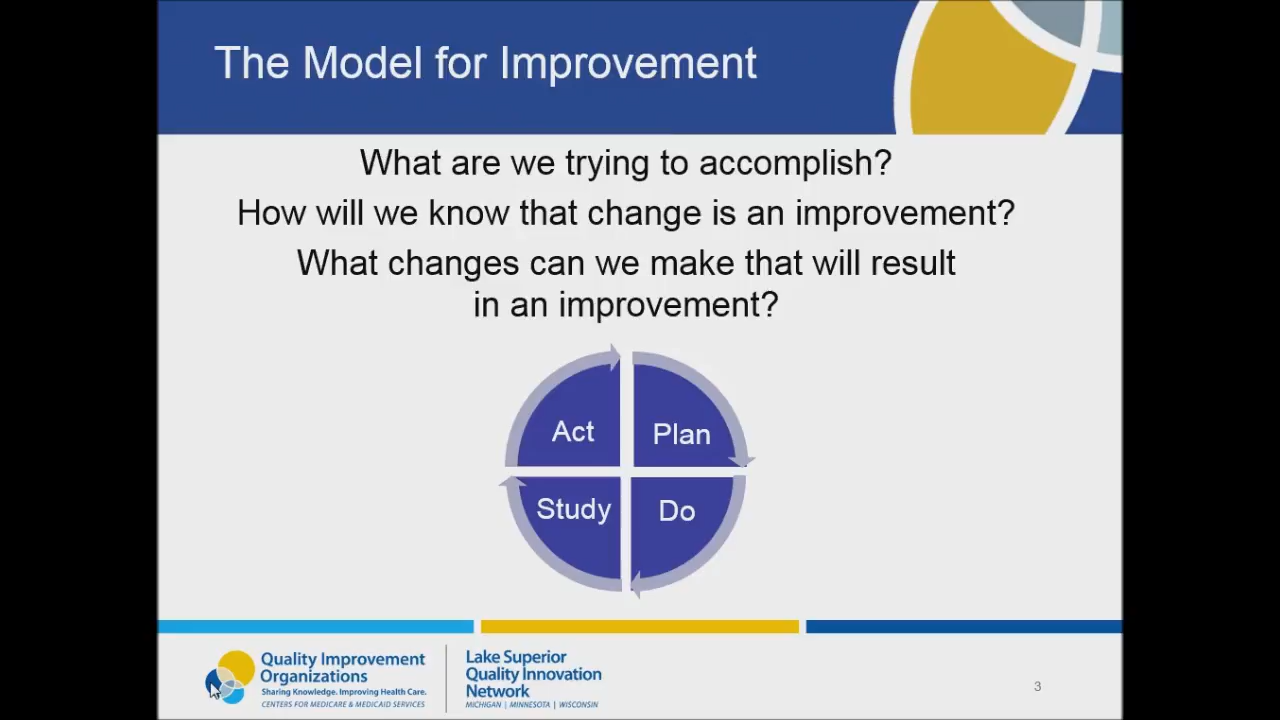 The Model for Improvement
What are we trying to accomplish?
How will we know that change is an improvement?
What changes can we make that will result
in an improvement?
Act
Plan
Study
Do
Quality Improvement
Organizations
Sharing Knowledge. Improving Health Care.
CENTERS FOR MEDICARE & MEDICAID SERVICES
Lake Superior
Quality Innovation
Network
MICHIGAN | MINNESOTA | WISCONSIN
3